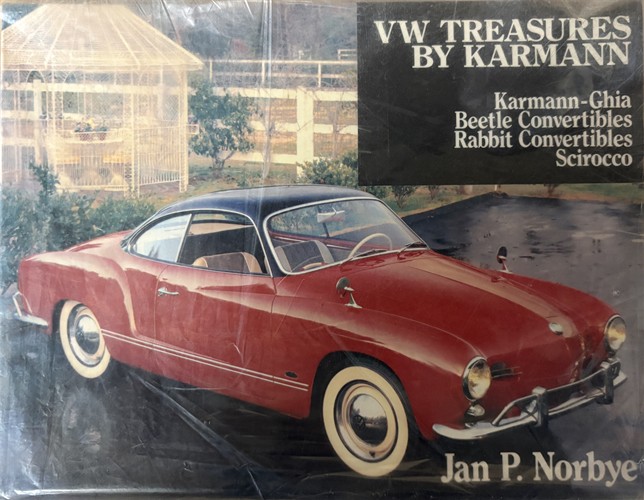 VW TREASURES
BY KARMANN
Karmann-Ghia
Beetle Convertibles
Rabbit Convertibles
Scirocco
Jan P. Norbye